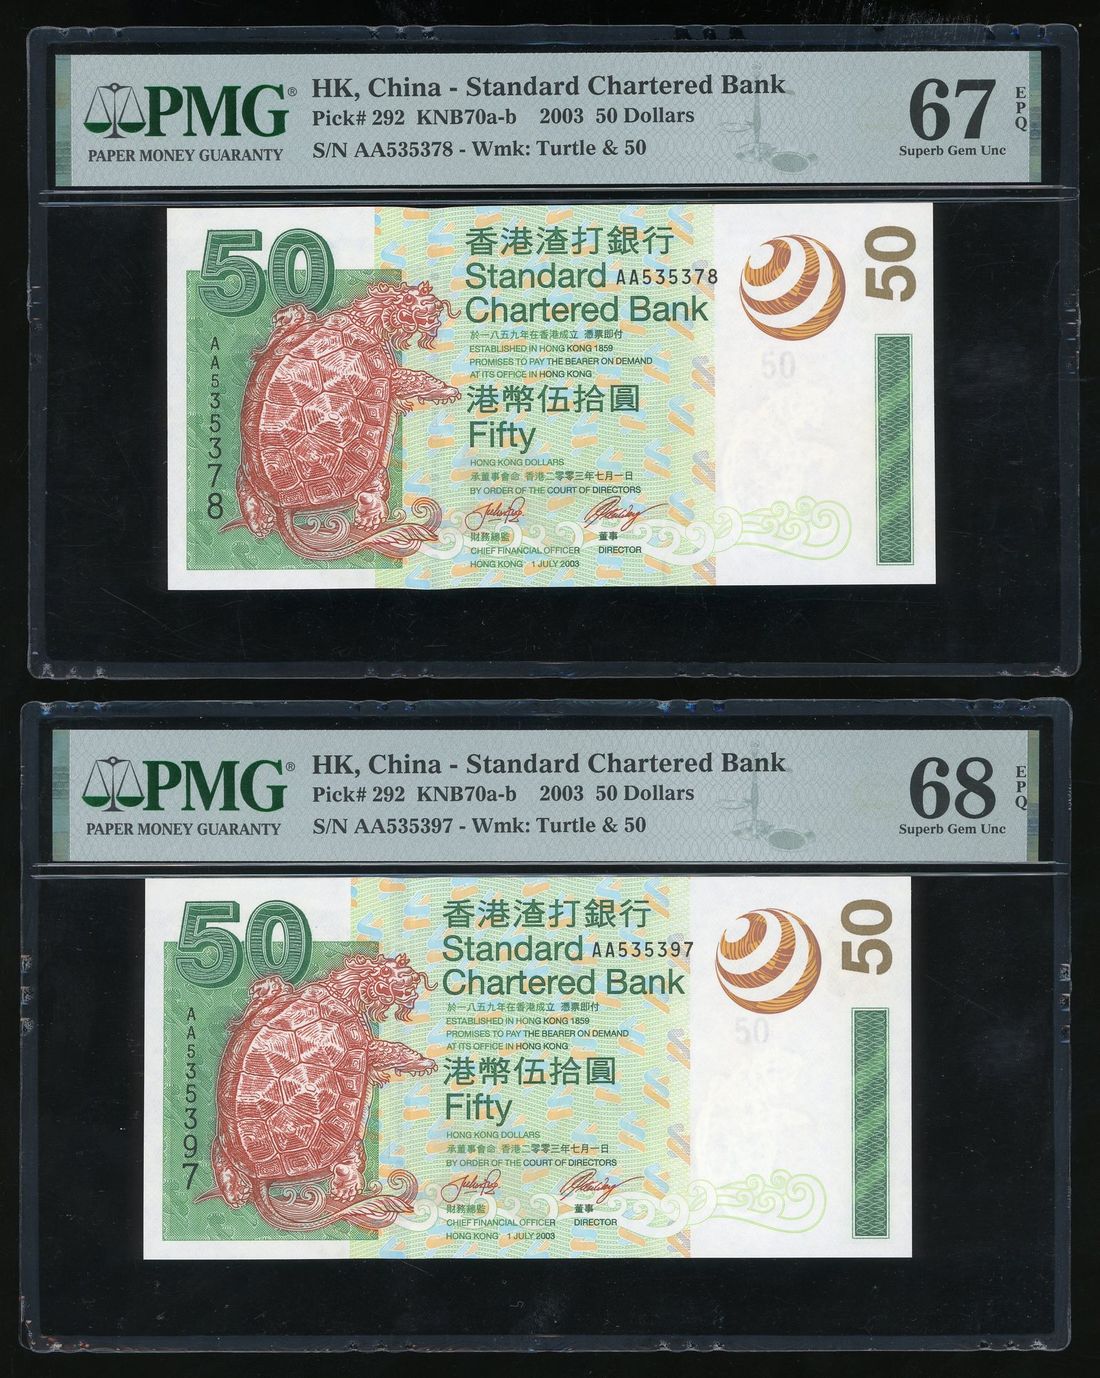 PMG®
PAPER MONEY GUARANTY
HK, China - Standard Chartered Bank
Pick# 292 KNB70a-b 2003 50 Dollars
S/N AA535378 - Wmk: Turtle & 50
67
EPQ
Superb Gem Unc
50
AA535378
香港渣打銀行
Standard AA535378
Chartered Bank
於一八五九年在香港成立 憑票即付
ESTABLISHED IN HONG KONG 1859
PROMISES TO PAY THE BEARER ON DEMAND
AT ITS OFFICE IN HONG KONG
港幣伍拾圓
Fifty
HONG KONG DOLLARS
承董事會命 香港二零零三年七月一日
BY ORDER OF THE COURT OF DIRECTORS
財務總監 董事
CHIEF FINANCIAL OFFICER DIRECTOR
HONG KONG 1 JULY 2003
50
50
PMG®
PAPER MONEY GUARANTY
HK, China - Standard Chartered Bank
Pick# 292 KNB70a-b 2003 50 Dollars
S/N AA535397 - Wmk: Turtle & 50
68
EPQ
Superb Gem Unc
50
AA535397
香港渣打銀行
Standard AA535397
Chartered Bank
於一八五九年在香港成立 憑票即付
ESTABLISHED IN HONG KONG 1859
PROMISES TO PAY THE BEARER ON DEMAND
AT ITS OFFICE IN HONG KONG
港幣伍拾圓
Fifty
HONG KONG DOLLARS
承董事會命 香港二零零三年七月一日
BY ORDER OF THE COURT OF DIRECTORS
財務總監 董事
CHIEF FINANCIAL OFFICER DIRECTOR
HONG KONG 1 JULY 2003
50
50